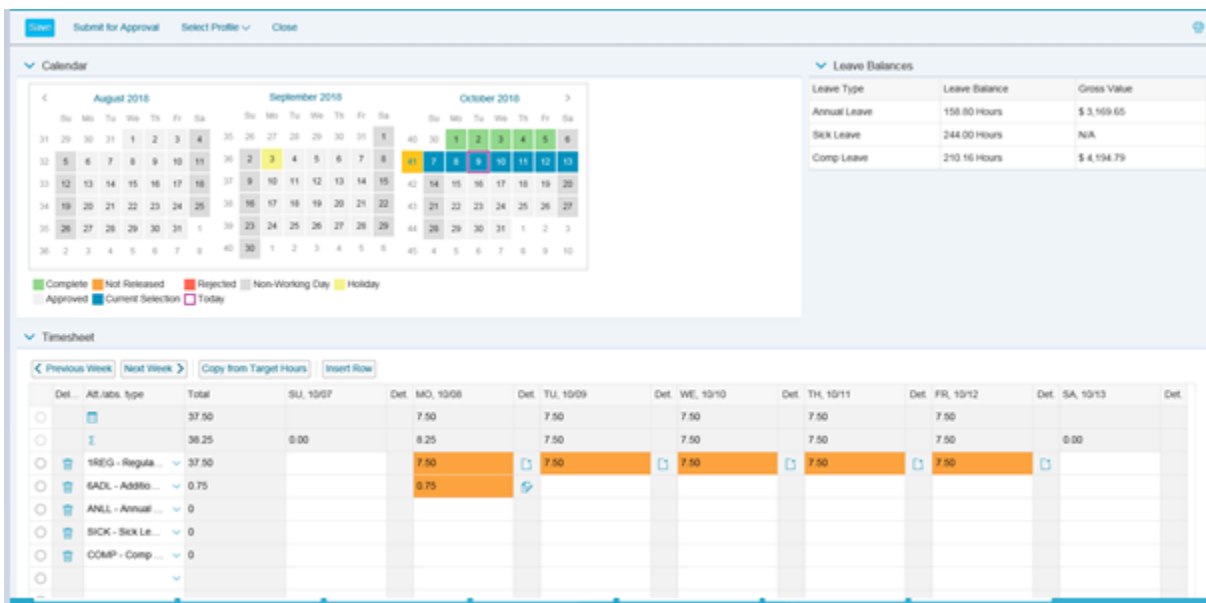 Save Submit for Approval Select Profile Close
Calendar
August 2018 September 2018 October 2018
Su Mo Tu We Th Fr Sa Su Mo Tu We Th Fr Sa Su Mo Tu We Th Fr Sa
31 29 30 31 1 2 3 4 35 26 27 28 29 30 31 1 40 30 1 2 3 4 5 6
32 5 6 7 8 9 10 11 36 2 3 4 5 6 7 8 41 7 8 9 10 11 12 13
33 12 13 14 15 16 17 18 37 9 10 11 12 13 14 15 42 14 15 16 17 18 19 20
34 19 20 21 22 23 24 25 38 16 17 18 19 20 21 22 43 21 22 23 24 25 26 27
35 26 27 28 29 30 31 1 39 23 24 25 26 27 28 29 44 28 29 30 31 1 2 3
36 2 3 4 5 6 7 8 40 30 1 2 3 4 5 6 45 4 5 6 7 8 9 10
Complete Not Released Rejected Non-Working Day Holiday
Approved Current Selection Today
Leave Balances
Leave Type Leave Balance Gross Value
Annual Leave 158.80 Hours $ 3,169.65
Sick Leave 244.00 Hours N/A
Comp Leave 210.16 Hours $ 4,194.79
Timesheet
Previous Week Next Week Copy from Target Hours Insert Row
Del... Att./abs. type Total SU, 10/07 Det. MO, 10/08 Det. TU, 10/09 Det. WE, 10/10 Det. TH, 10/11 Det. FR, 10/12 Det. SA, 10/13 Det.
37.50 7.50 7.50 7.50 7.50 7.50
Σ 38.25 0.00 8.25 7.50 7.50 7.50 7.50 0.00
1REG - Regula... 37.50 7.50 7.50 7.50 7.50 7.50
6ADL - Additio... 0.75 0.75
ANLL - Annual ... 0
SICK - Sick Le... 0
COMP - Comp ... 0